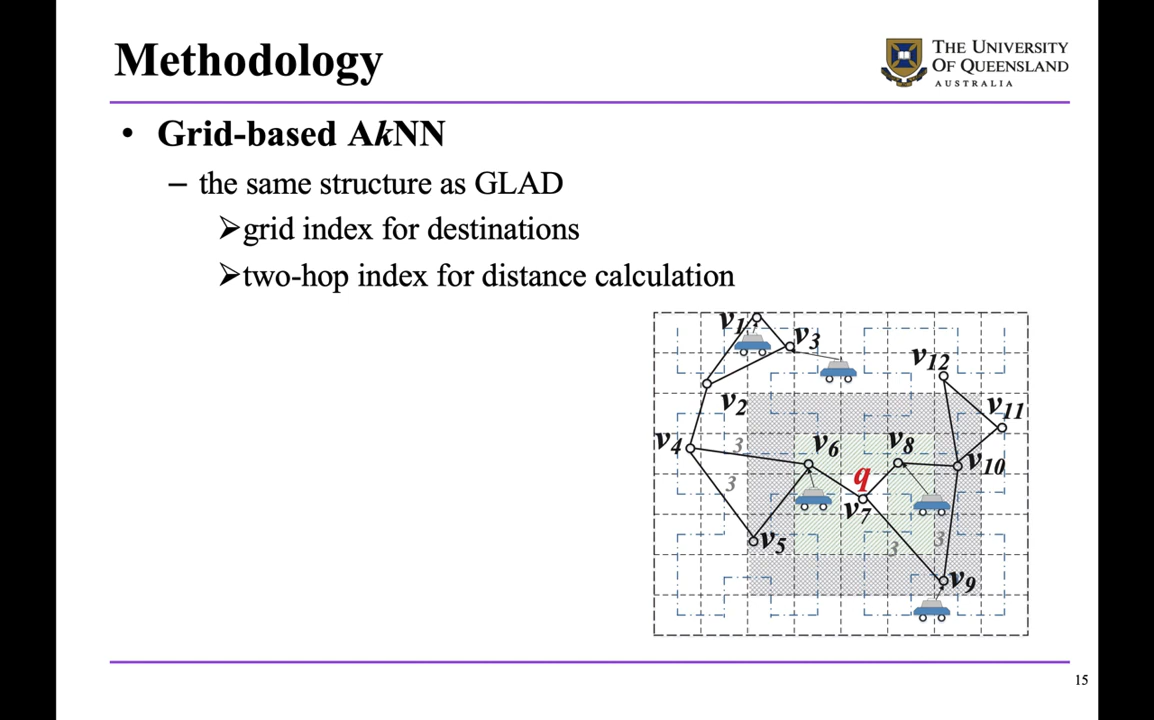 Methodology
THE UNIVERSITY
OF QUEENSLAND
AUSTRALIA
• Grid-based AkNN
– the same structure as GLAD
➢grid index for destinations
➢two-hop index for distance calculation
v1
v3
v12
v2
v11
v4
3
v6
v8
v10
3
q
v7
v5
3
3
v9
15